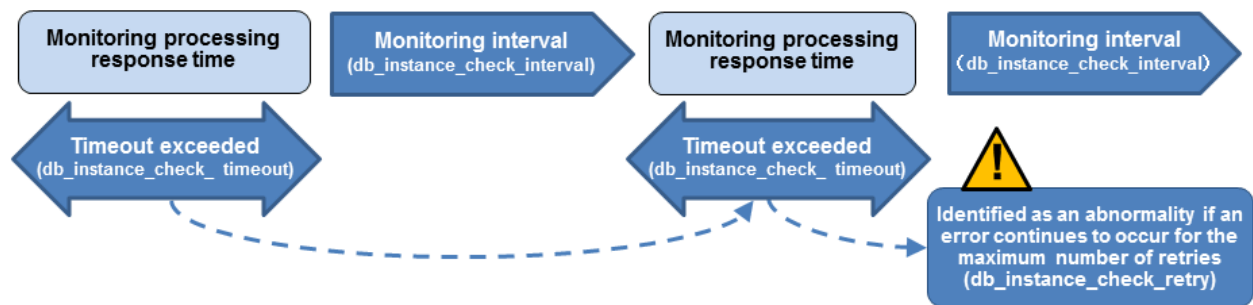 Monitoring processing
response time
Monitoring interval
(db_instance_check_interval)
Monitoring processing
response time
Monitoring interval
（db_instance_check_interval）
Timeout exceeded
(db_instance_check_ timeout)
Timeout exceeded
(db_instance_check_ timeout)
!
Identified as an abnormality if an
error continues to occur for the
maximum number of retries
(db_instance_check_retry)